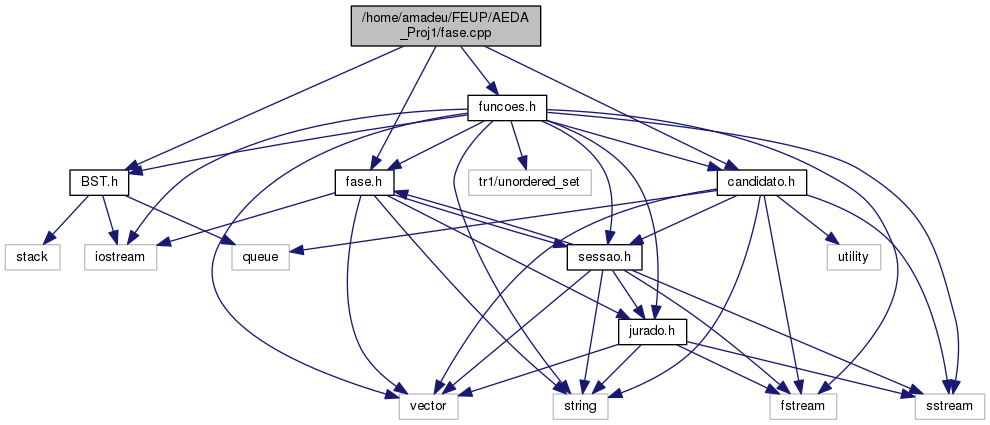 /home/amadeu/FEUP/AEDA
_Proj1/fase.cpp
funcoes.h
BST.h
fase.h
tr1/unordered_set
candidato.h
stack
iostream
queue
sessao.h
utility
jurado.h
vector
string
fstream
sstream